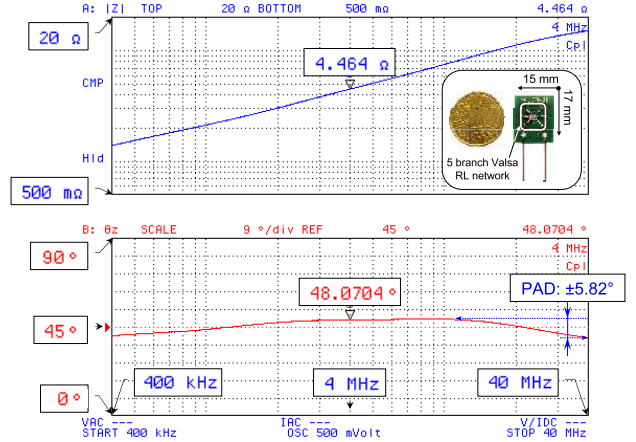 A: |Z| TOP 20 Ω BOTTOM 500 mΩ 4.464 Ω
4 MHz
20 Ω
Cpl
4.464 Ω
CMP
15 mm
17 mm
Hld
5 branch Valsa
RL network
500 mΩ
B: θz SCALE 9 °/div REF 45 ° 48.0704 °
4 MHz
90°
Cpl
PAD: ±5.82°
48.0704 °
45°
400 kHz
4 MHz
40 MHz
0°
VAC --- IAC --- V/IDC ---
START 400 kHz OSC 500 mVolt STOP 40 MHz